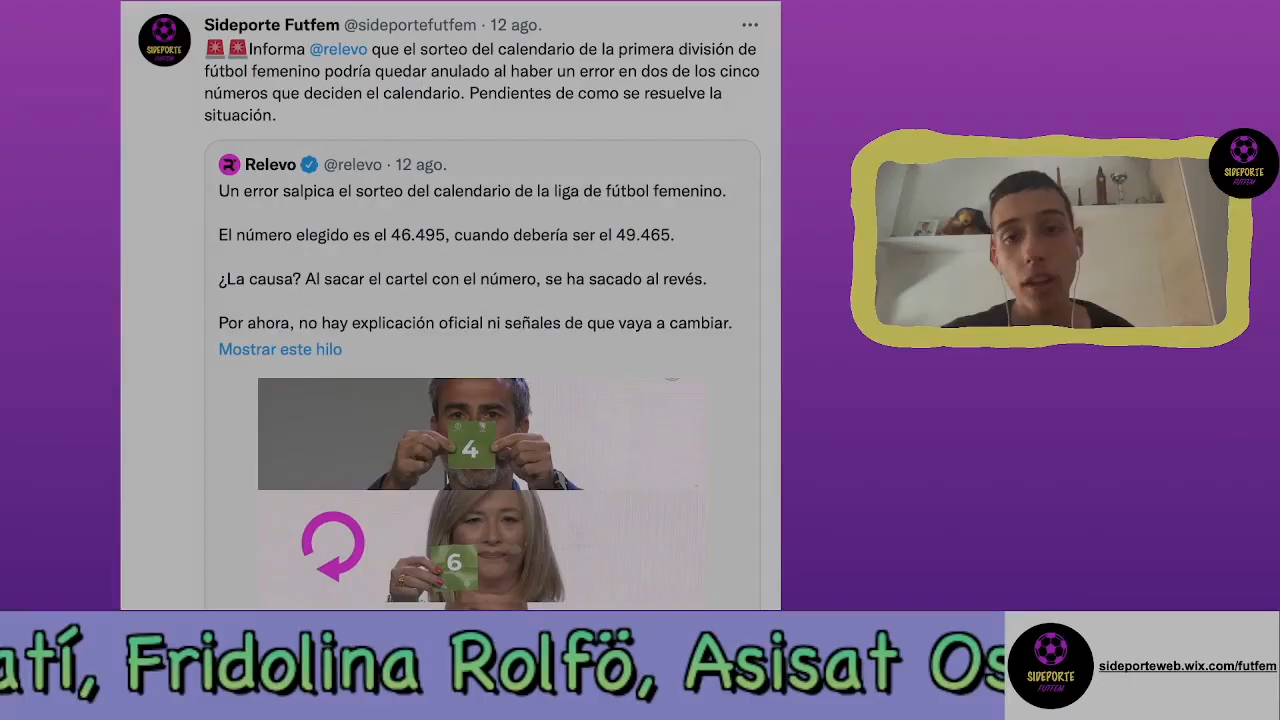 Sideporte Futfem @sideportefutfem · 12 ago.
🚨🚨Informa @relevo que el sorteo del calendario de la primera división de
fútbol femenino podría quedar anulado al haber un error en dos de los cinco
números que deciden el calendario. Pendientes de como se resuelve la
situación.
Relevo @relevo · 12 ago.
Un error salpica el sorteo del calendario de la liga de fútbol femenino.
El número elegido es el 46.495, cuando debería ser el 49.465.
¿La causa? Al sacar el cartel con el número, se ha sacado al revés.
Por ahora, no hay explicación oficial ni señales de que vaya a cambiar.
Mostrar este hilo
4
6
SIDEPORTE
FUTFEM
SIDEPORTE
FUTFEM
atí, Fridolina Rolfö, Asisat Os
SIDEPORTE
FUTFEM
sideporteweb.wix.com/futfem